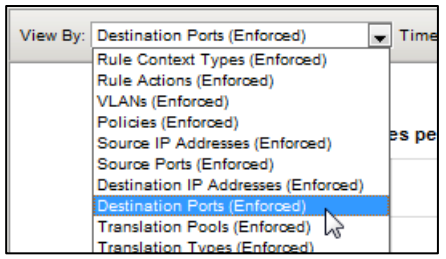 View By: Destination Ports (Enforced) Time
Rule Context Types (Enforced)
Rule Actions (Enforced)
VLANs (Enforced)
Policies (Enforced)
es pe
Source IP Addresses (Enforced)
Source Ports (Enforced)
Destination IP Addresses (Enforced)
Destination Ports (Enforced)
Translation Pools (Enforced)
Translation Types (Enforced)